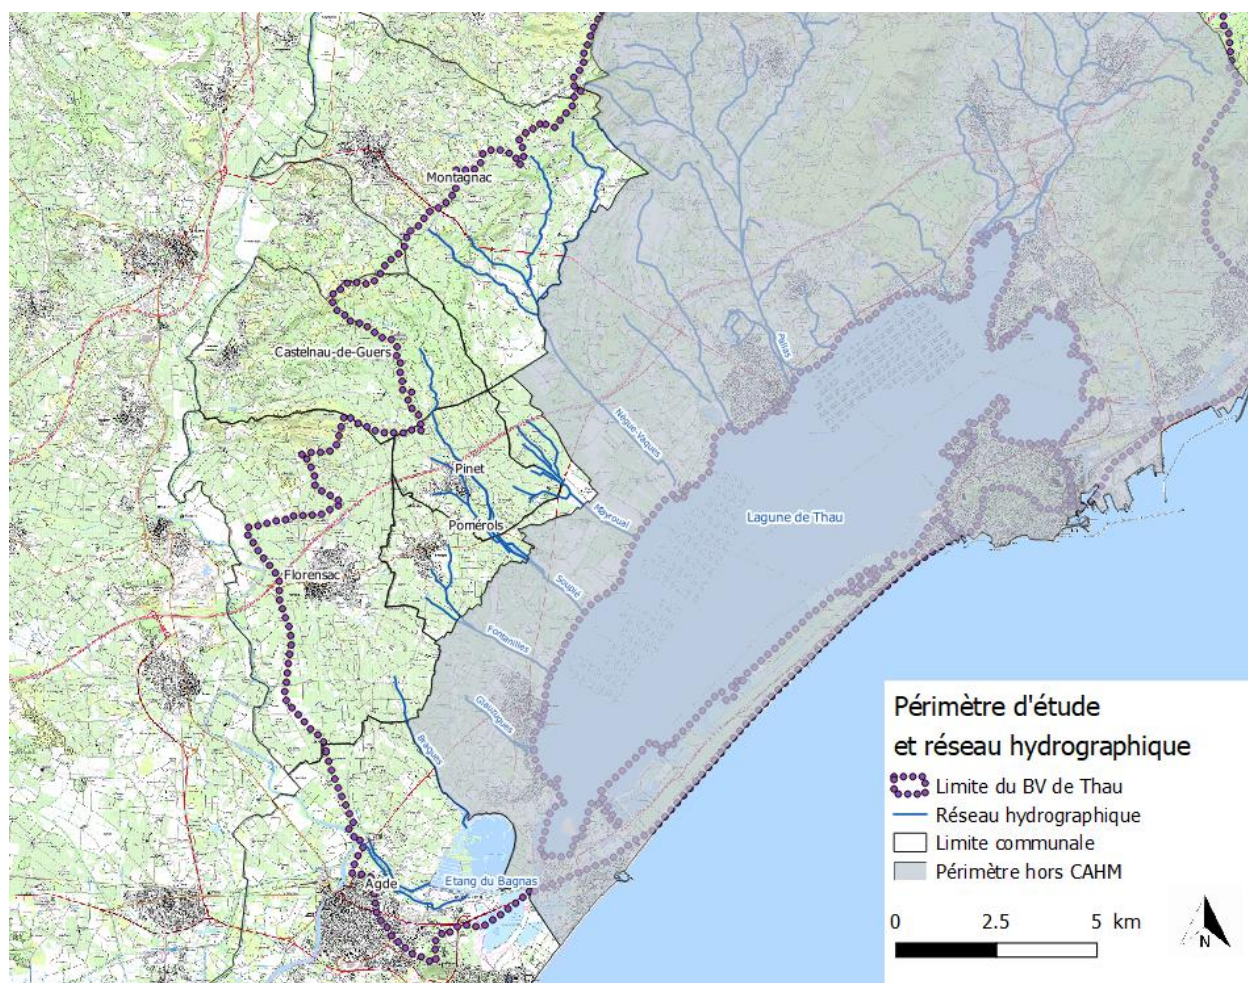 Montagnac
Castelnau-de-Guers
Pallas
Nègue-Vaques
Pinet
Mayroual
Lagune de Thau
Pomérols
Soupié
Florensac
Fontanilles
Glaudigues
Bragues
Agde
Etang du Bagnas
Périmètre d'étude
et réseau hydrographique
Limite du BV de Thau
Réseau hydrographique
Limite communale
Périmètre hors CAHM
0 2.5 5 km
N